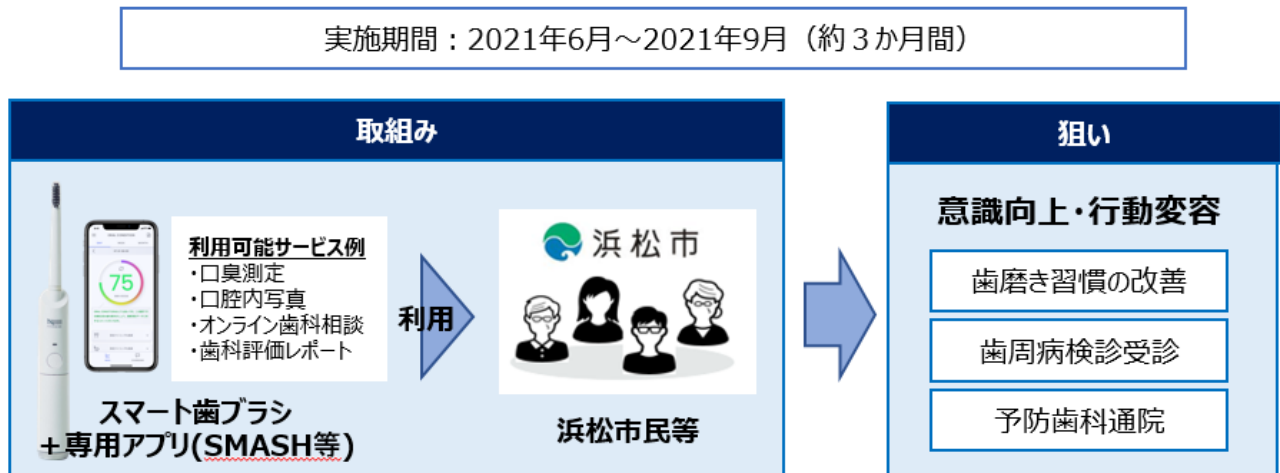 実施期間：2021年6月～2021年9月（約３か月間）
取組み
利用可能サービス例
・口臭測定
・口腔内写真
・オンライン歯科相談
・歯科評価レポート
75
利用
浜松市
スマート歯ブラシ
＋専用アプリ(SMASH等)
浜松市民等
狙い
意識向上・行動変容
歯磨き習慣の改善
歯周病検診受診
予防歯科通院